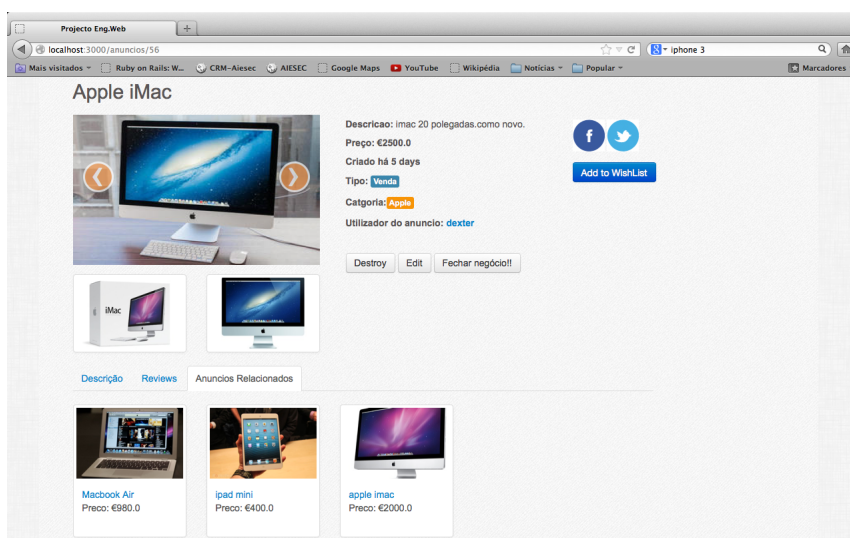 Projecto Eng.Web
localhost:3000/anuncios/56
iphone 3
Mais visitados
Ruby on Rails: W...
CRM-Aiesec
AIESEC
Google Maps
YouTube
Wikipédia
Notícias
Popular
Marcadores
Apple iMac
Descricao: imac 20 polegadas.como novo.
Preço: €2500.0
Criado há 5 days
Tipo: Venda
Catgoria: Apple
Utilizador do anuncio: dexter
Add to WishList
Destroy
Edit
Fechar negócio!!
iMac
Descrição
Reviews
Anuncios Relacionados
Macbook Air
Preco: €980.0
ipad mini
Preco: €400.0
apple imac
Preco: €2000.0